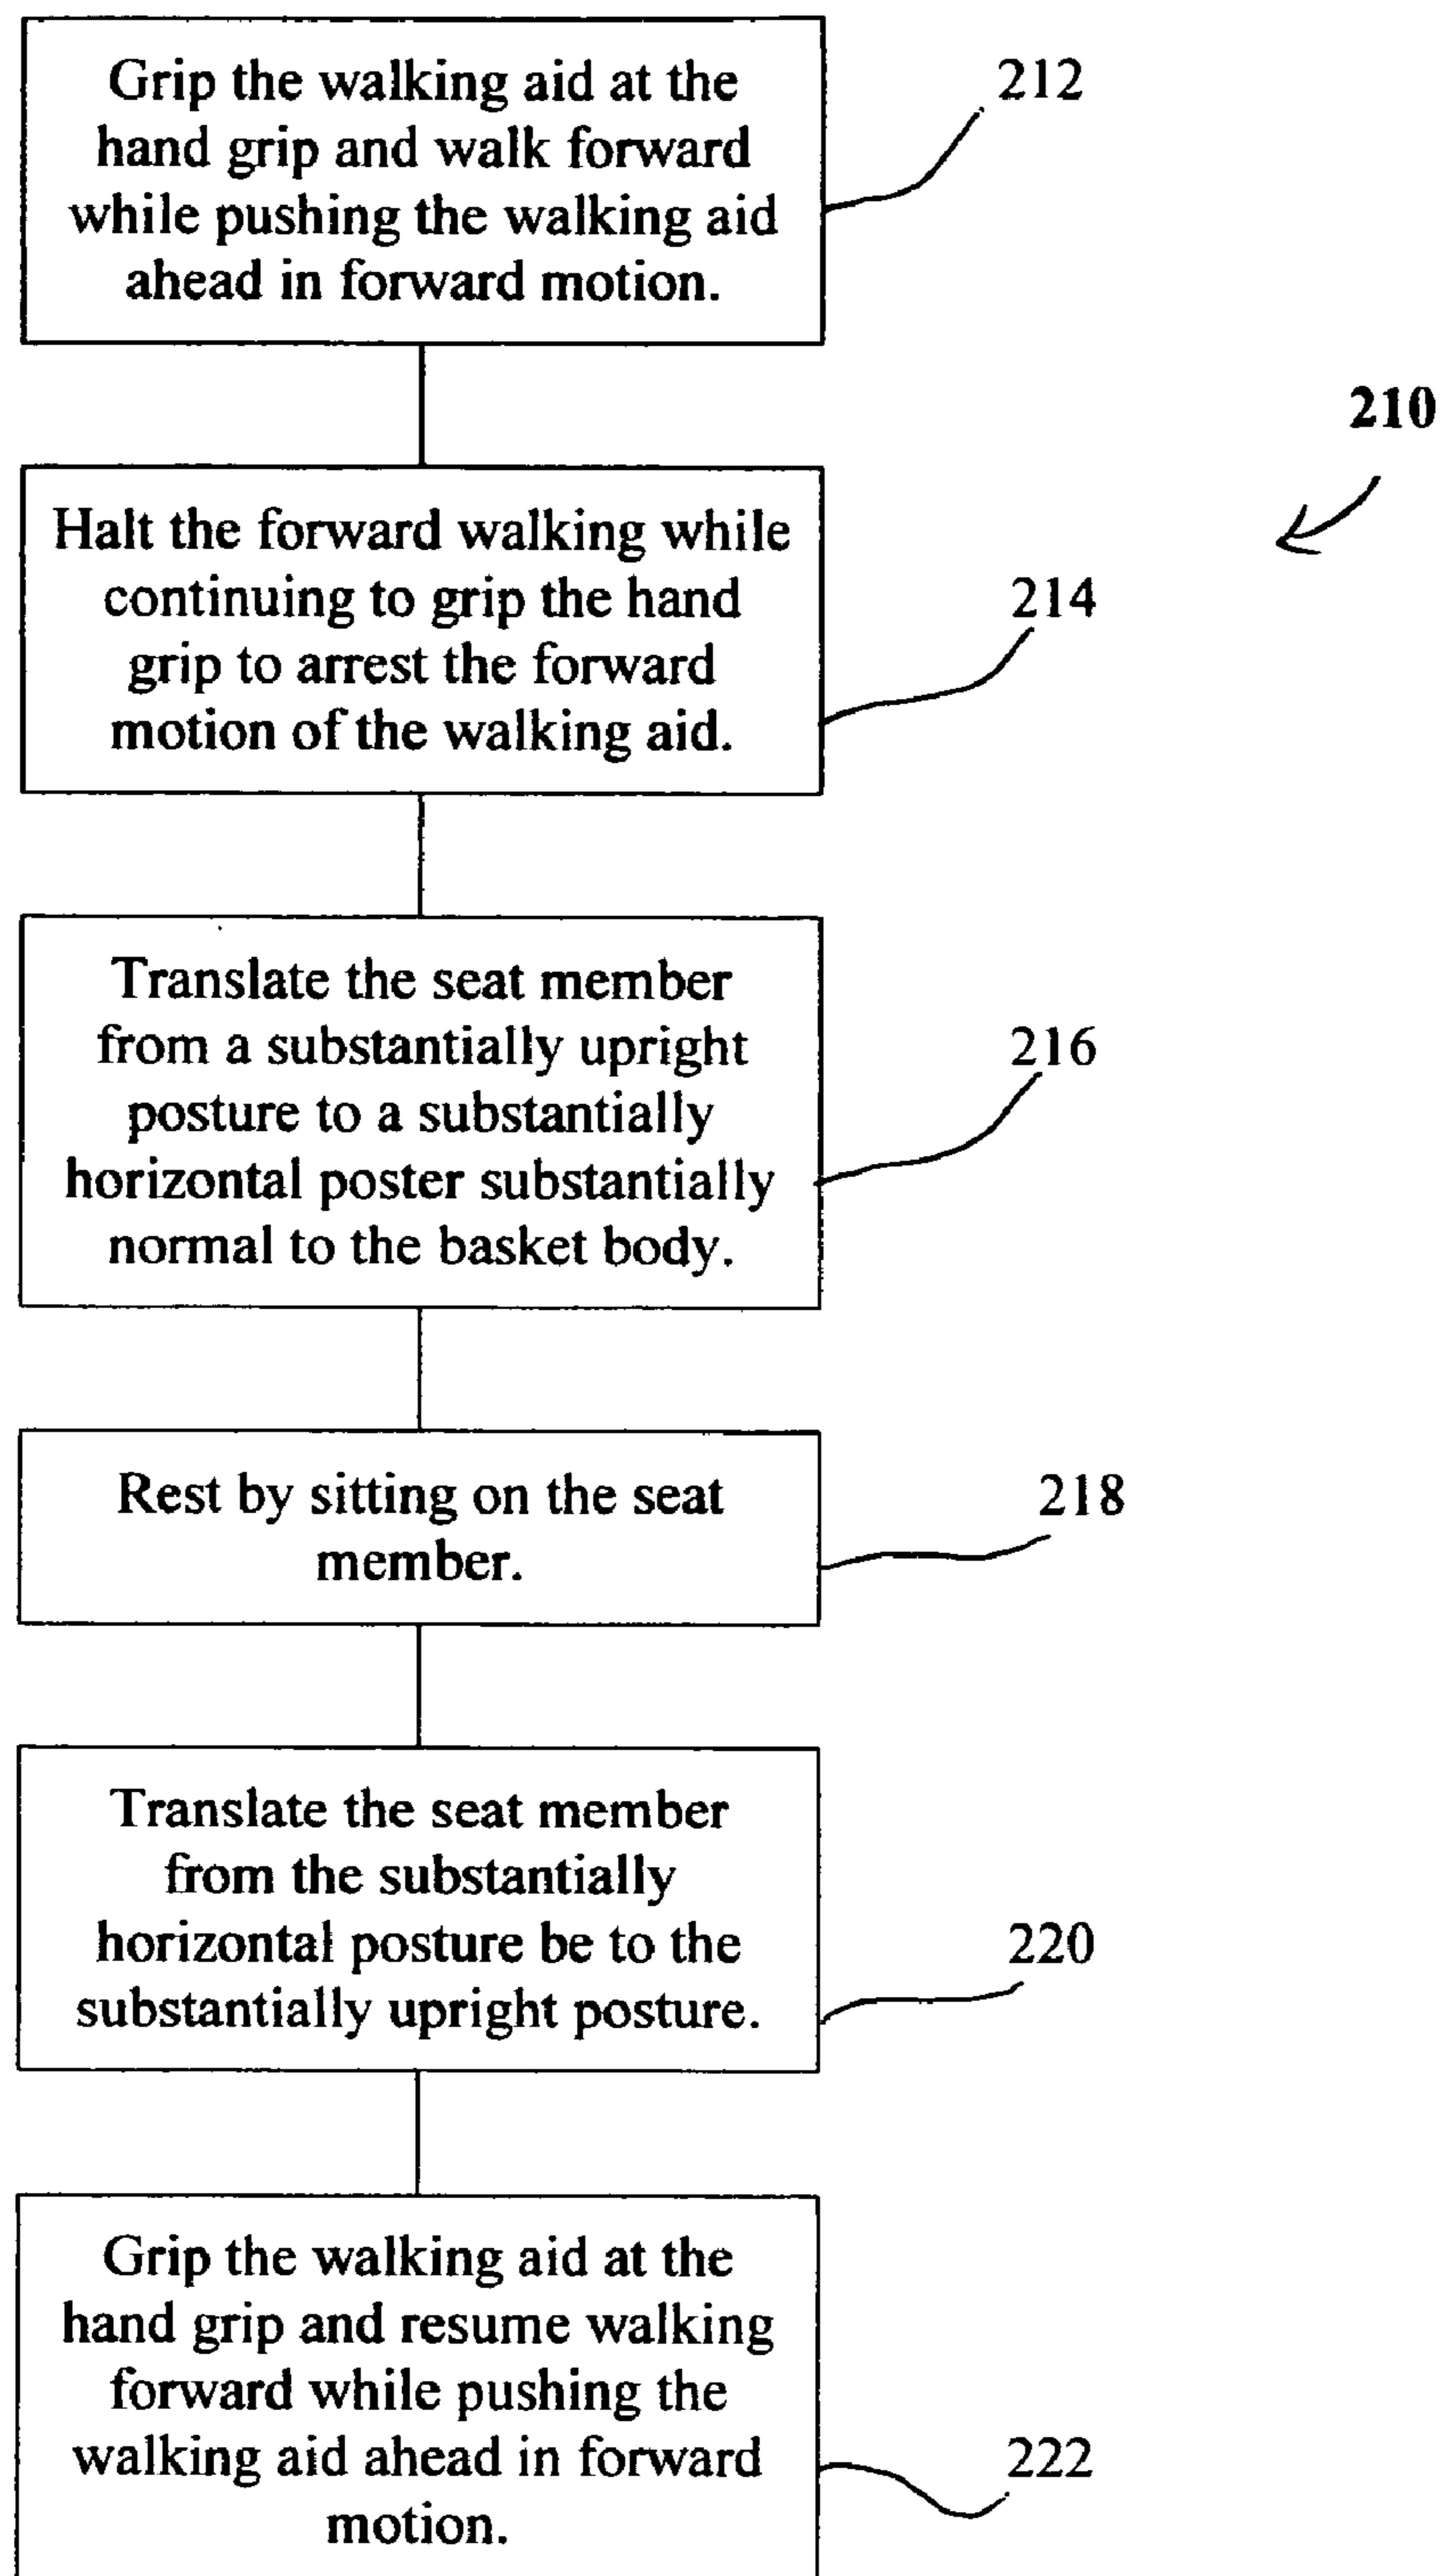 Grip the walking aid at the
hand grip and walk forward
while pushing the walking aid
ahead in forward motion.
212
210
Halt the forward walking while
continuing to grip the hand
grip to arrest the forward
motion of the walking aid.
214
Translate the seat member
from a substantially upright
posture to a substantially
horizontal poster substantially
normal to the basket body.
216
Rest by sitting on the seat
member.
218
Translate the seat member
from the substantially
horizontal posture be to the
substantially upright posture.
220
Grip the walking aid at the
hand grip and resume walking
forward while pushing the
walking aid ahead in forward
motion.
222